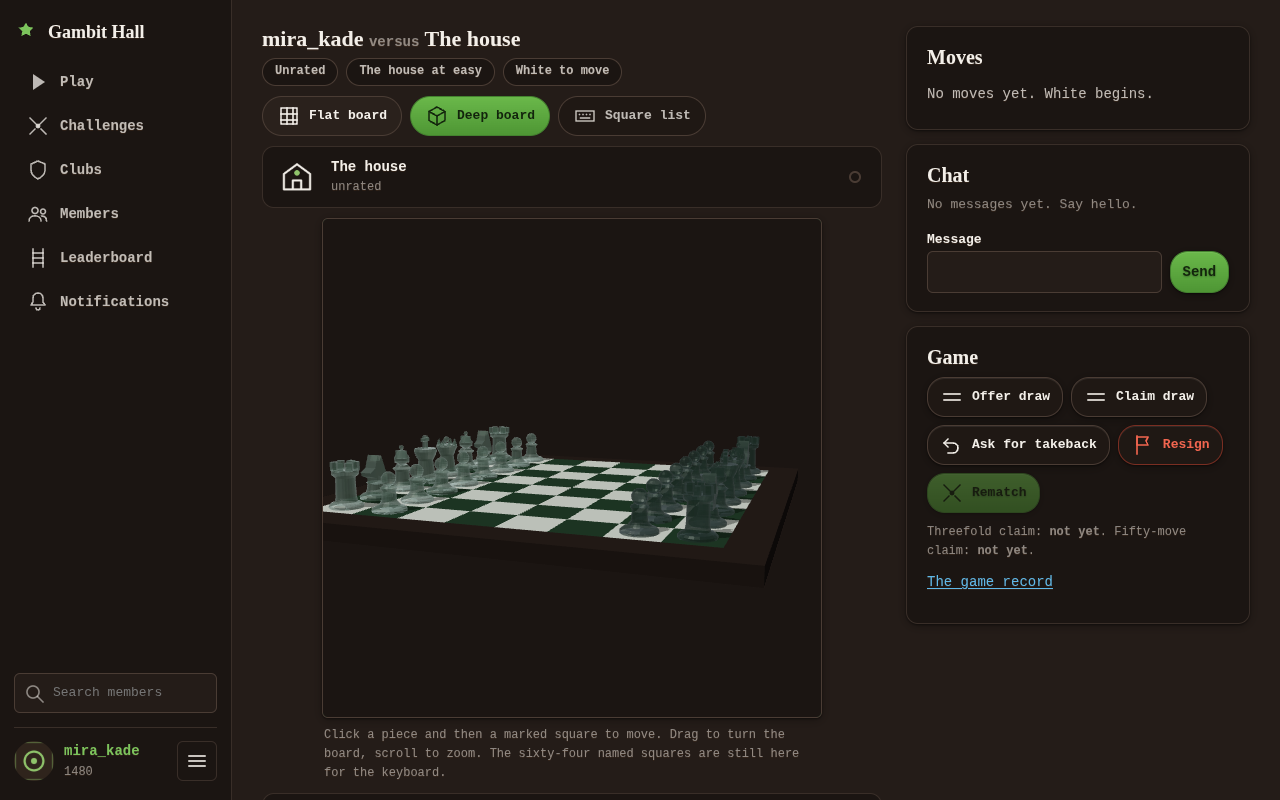 Gambit Hall
Play
Challenges
Clubs
Members
Leaderboard
Notifications
Search members
mira_kade
1480
mira_kade versus The house
Unrated
The house at easy
White to move
Flat board
Deep board
Square list
The house
unrated
Click a piece and then a marked square to move. Drag to turn the
board, scroll to zoom. The sixty-four named squares are still here
for the keyboard.
Moves
No moves yet. White begins.
Chat
No messages yet. Say hello.
Message
Send
Game
Offer draw
Claim draw
Ask for takeback
Resign
Rematch
Threefold claim: not yet. Fifty-move
claim: not yet.
The game record